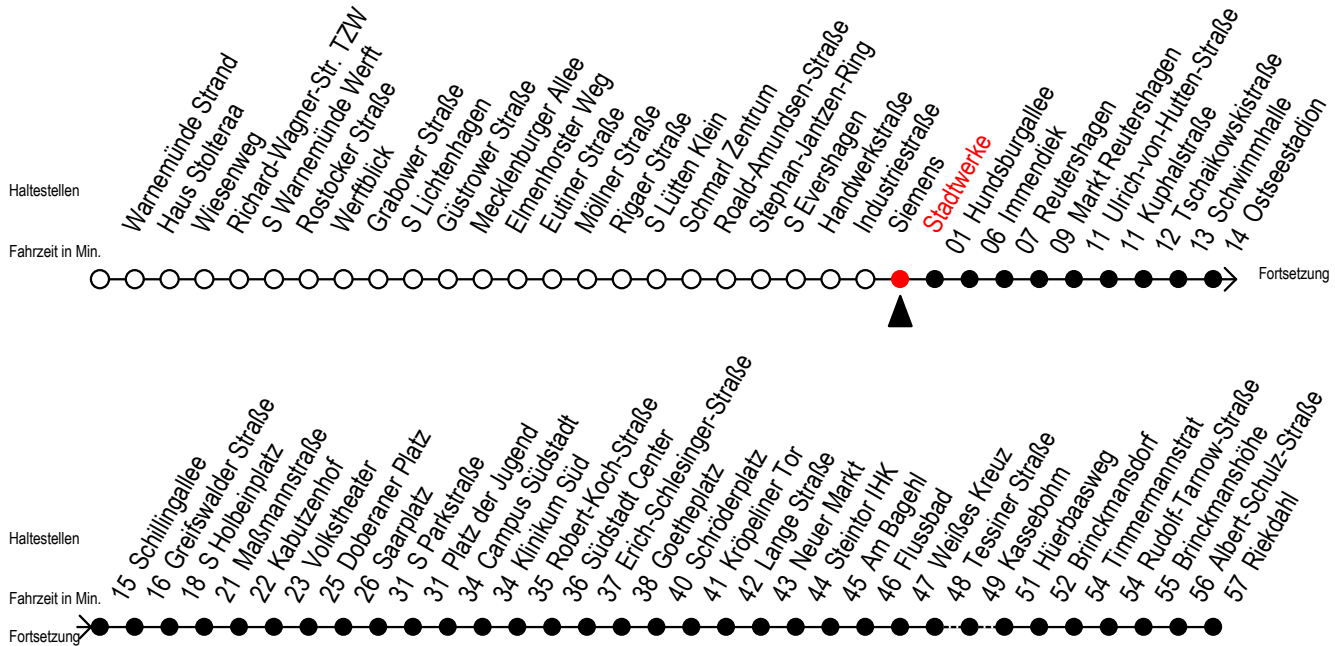 Haltestellen
Warnemünde Strand
Haus Stolteraa
Wiesenweg
Richard-Wagner-Str. TZW
S Warnemünde Werft
Rostocker Straße
Werftblick
Grabower Straße
S Lichtenhagen
Güstrower Straße
Mecklenburger Allee
Elmenhorster Weg
Eutiner Straße
Möllner Straße
Rigaer Straße
S Lütten Klein
Schmarl Zentrum
Roald-Amundsen-Straße
Stephan-Jantzen-Ring
S Evershagen
Handwerkstraße
Industriestraße
Siemens
Stadtwerke
01 Hundsburgallee
06 Immendiek
07 Reutershagen
09 Markt Reutershagen
11 Ulrich-von-Hutten-Straße
11 Kuphalstraße
12 Tschaikowskistraße
13 Schwimmhalle
14 Ostseestadion
Fahrzeit in Min.
Fortsetzung
Haltestellen
15 Schillingallee
16 Greifswalder Straße
18 S Holbeinplatz
21 Maßmannstraße
22 Kabutzenhof
23 Volkstheater
25 Doberaner Platz
26 Saarplatz
31 S Parkstraße
31 Platz der Jugend
34 Campus Südstadt
34 Klinikum Süd
35 Robert-Koch-Straße
36 Südstadt Center
37 Erich-Schlesinger-Straße
38 Goetheplatz
40 Schröderplatz
41 Kröpeliner Tor
42 Lange Straße
43 Neuer Markt
44 Steintor IHK
45 Am Bagehl
46 Flussbad
47 Weißes Kreuz
48 Tessiner Straße
49 Kassebohm
51 Hüerbaasweg
52 Brinckmansdorf
54 Timmermannstrat
54 Rudolf-Tarnow-Straße
55 Brinckmanshöhe
56 Albert-Schulz-Straße
57 Riekdahl
Fahrzeit in Min.
Fortsetzung